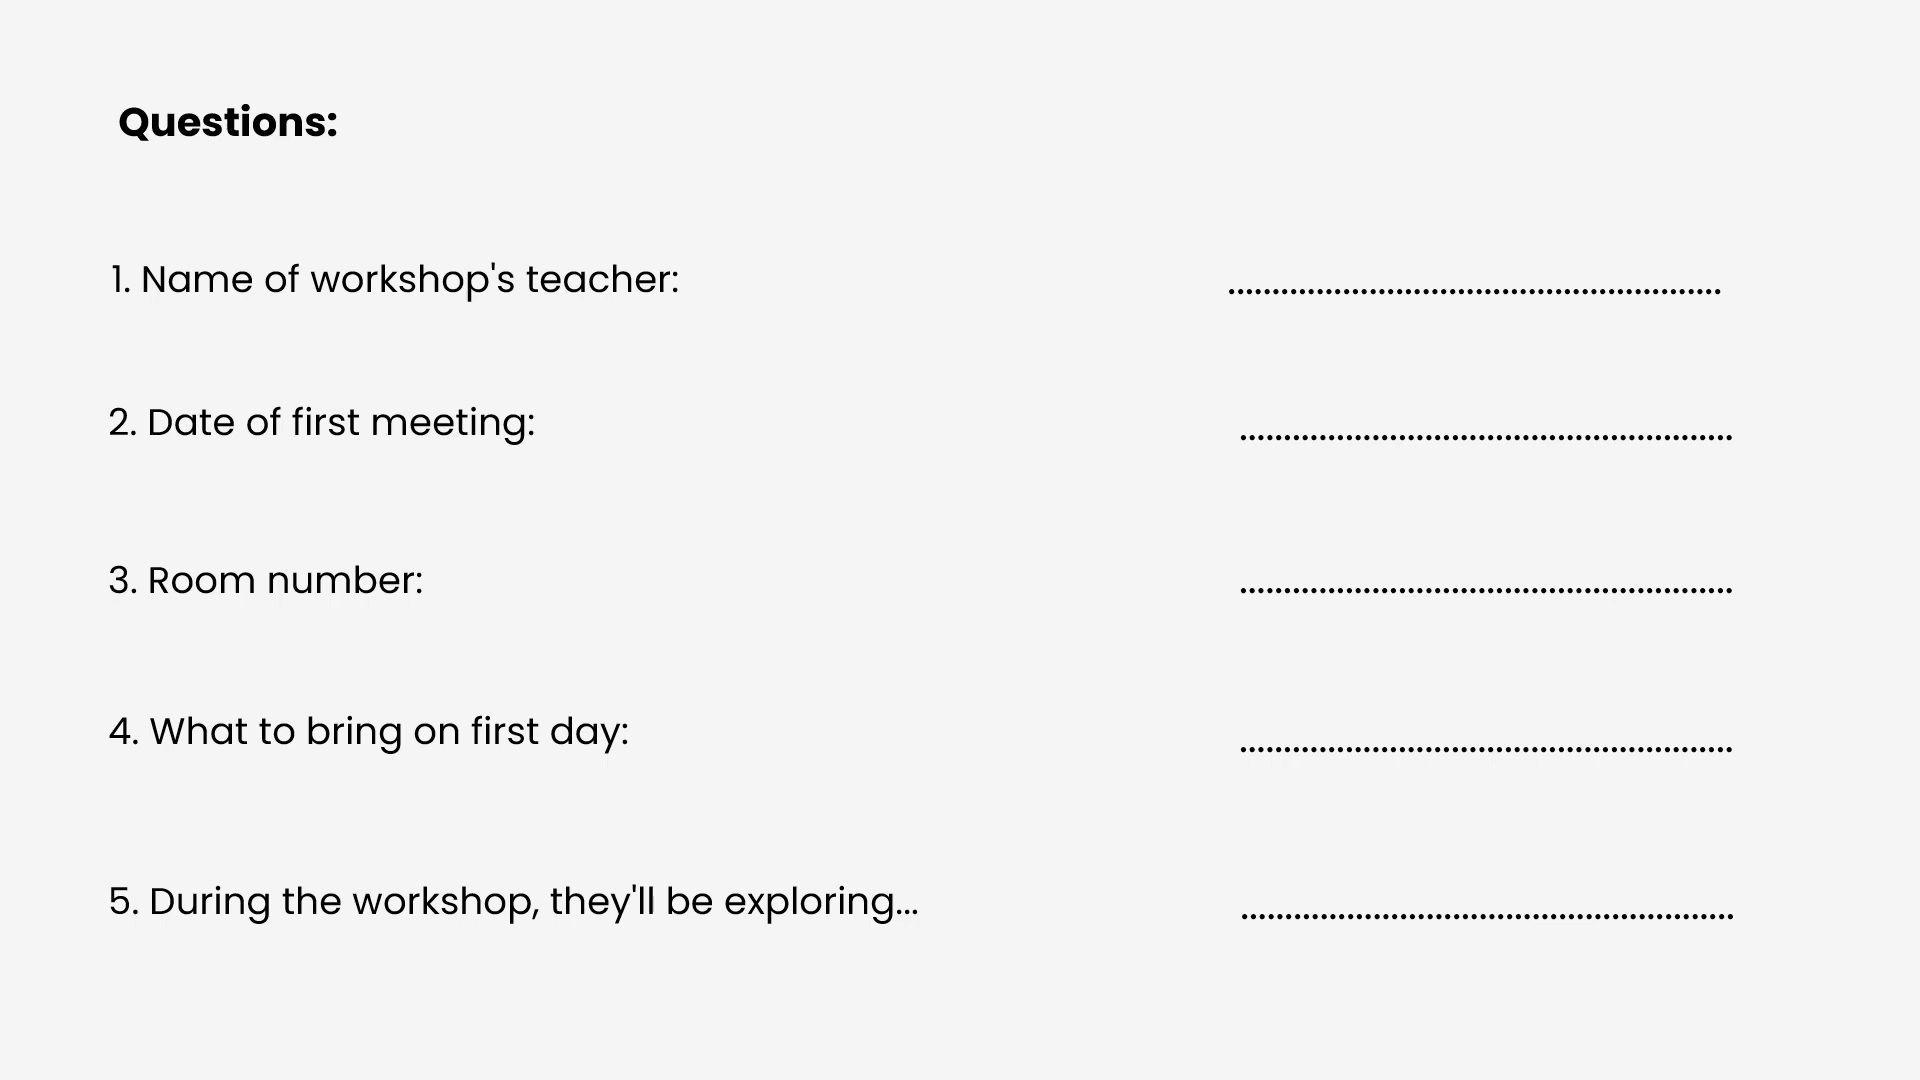 Questions:
1. Name of workshop's teacher: ........................................................
2. Date of first meeting: ........................................................
3. Room number: ........................................................
4. What to bring on first day: ........................................................
5. During the workshop, they'll be exploring... ........................................................